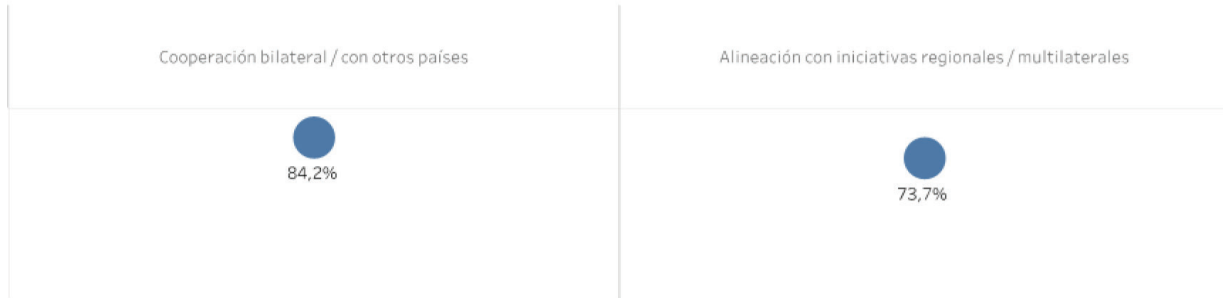 Cooperación bilateral / con otros países
Alineación con iniciativas regionales / multilaterales
84,2%
73,7%